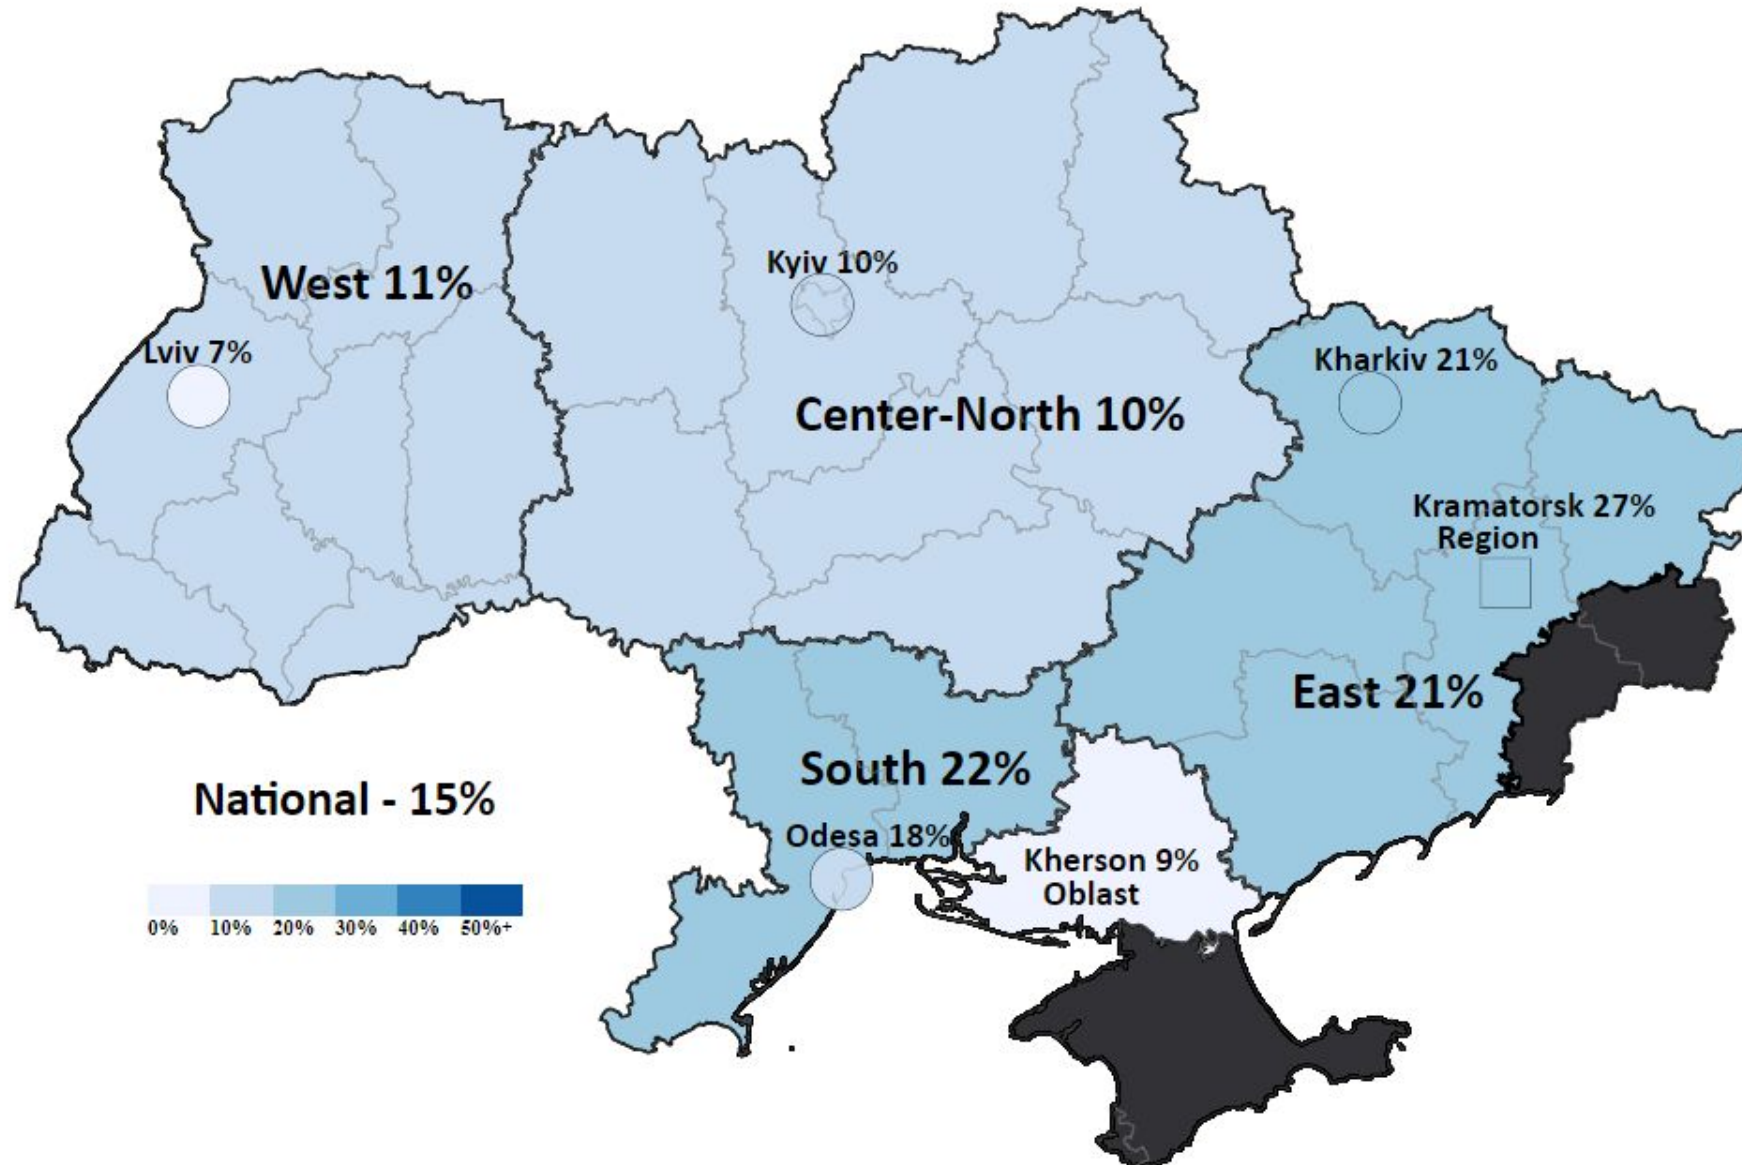 Kyiv 10%
West 11%
Lviv 7%
Kharkiv 21%
Center-North 10%
Kramatorsk 27%
Region
East 21%
South 22%
National - 15%
Odesa 18%
Kherson 9%
Oblast
0% 10% 20% 30% 40% 50%+